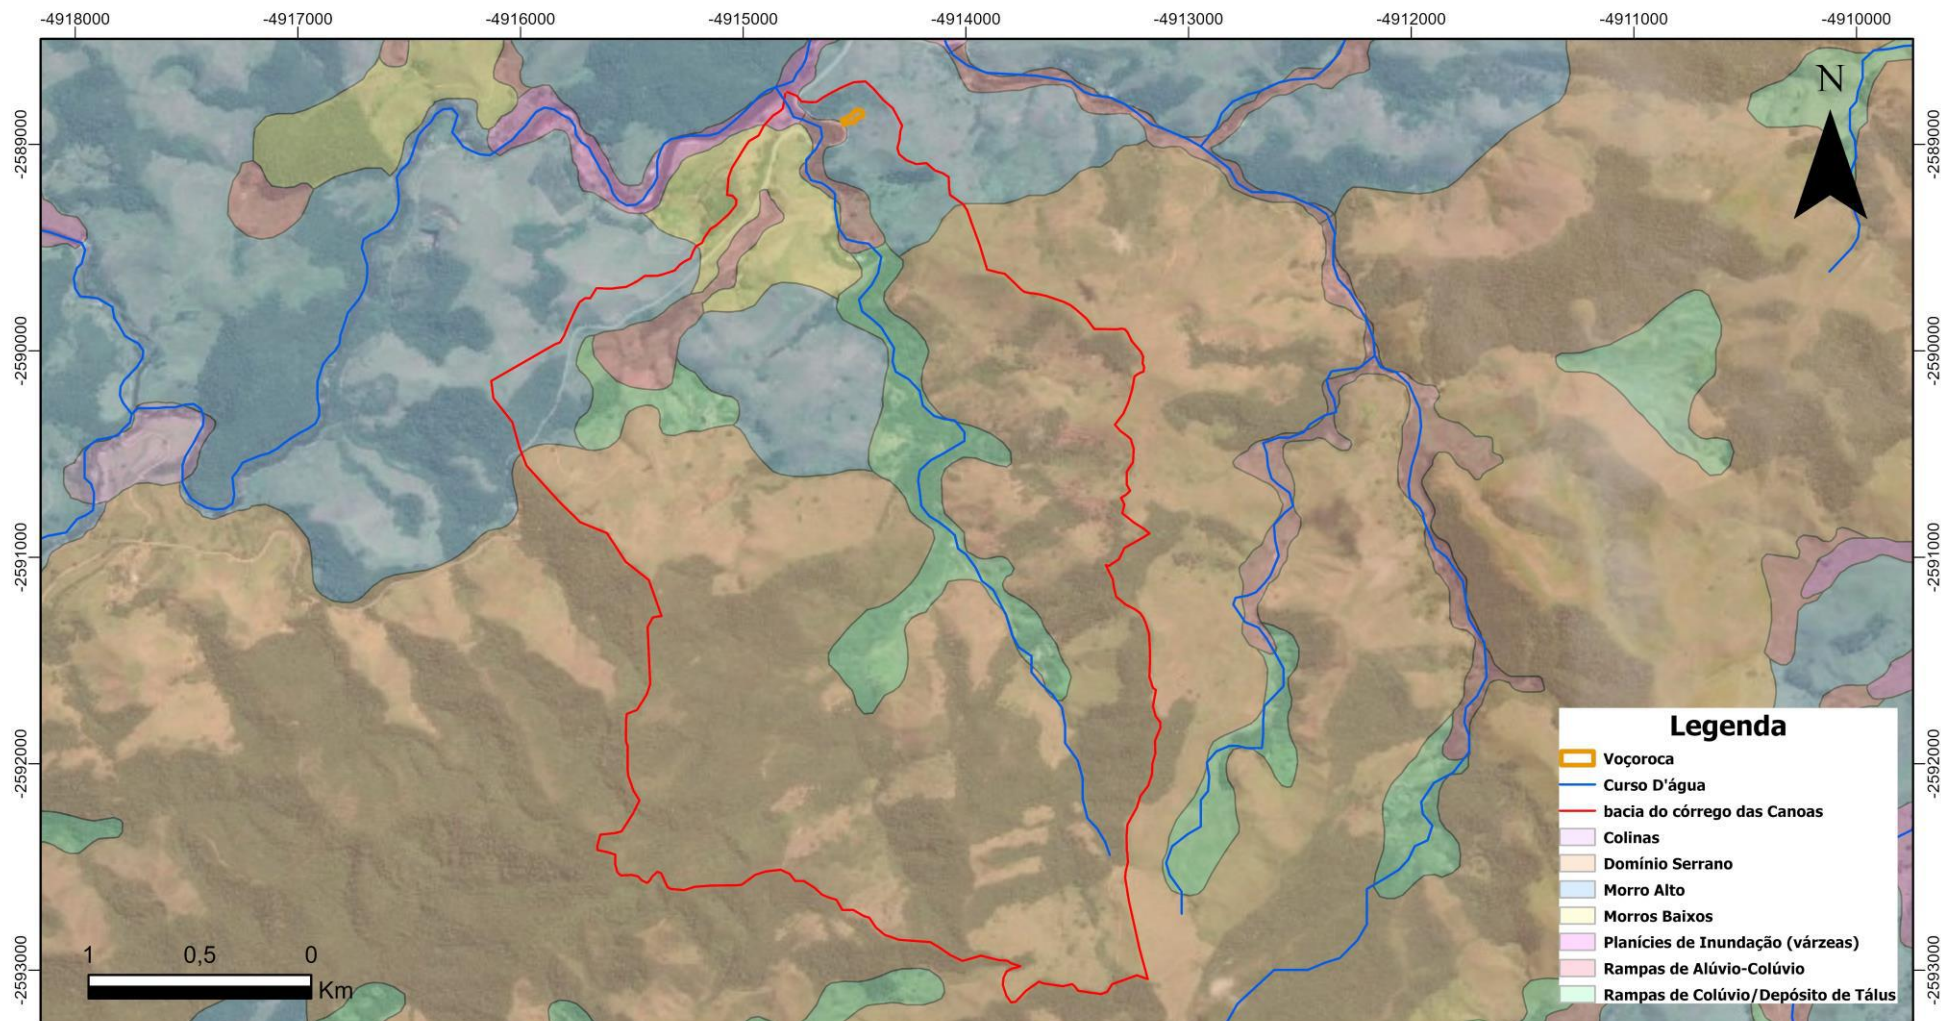 -4918000 -4917000 -4916000 -4915000 -4914000 -4913000 -4912000 -4911000 -4910000
N
-2589000 -2589000
-2590000 -2590000
-2591000 -2591000
-2592000 -2592000
-2593000 -2593000
Legenda
Voçoroca
Curso D'água
bacia do córrego das Canoas
Colinas
Domínio Serrano
Morro Alto
Morros Baixos
Planícies de Inundação (várzeas)
Rampas de Alúvio-Colúvio
Rampas de Colúvio/Depósito de Tálus
1 0,5 0
Km